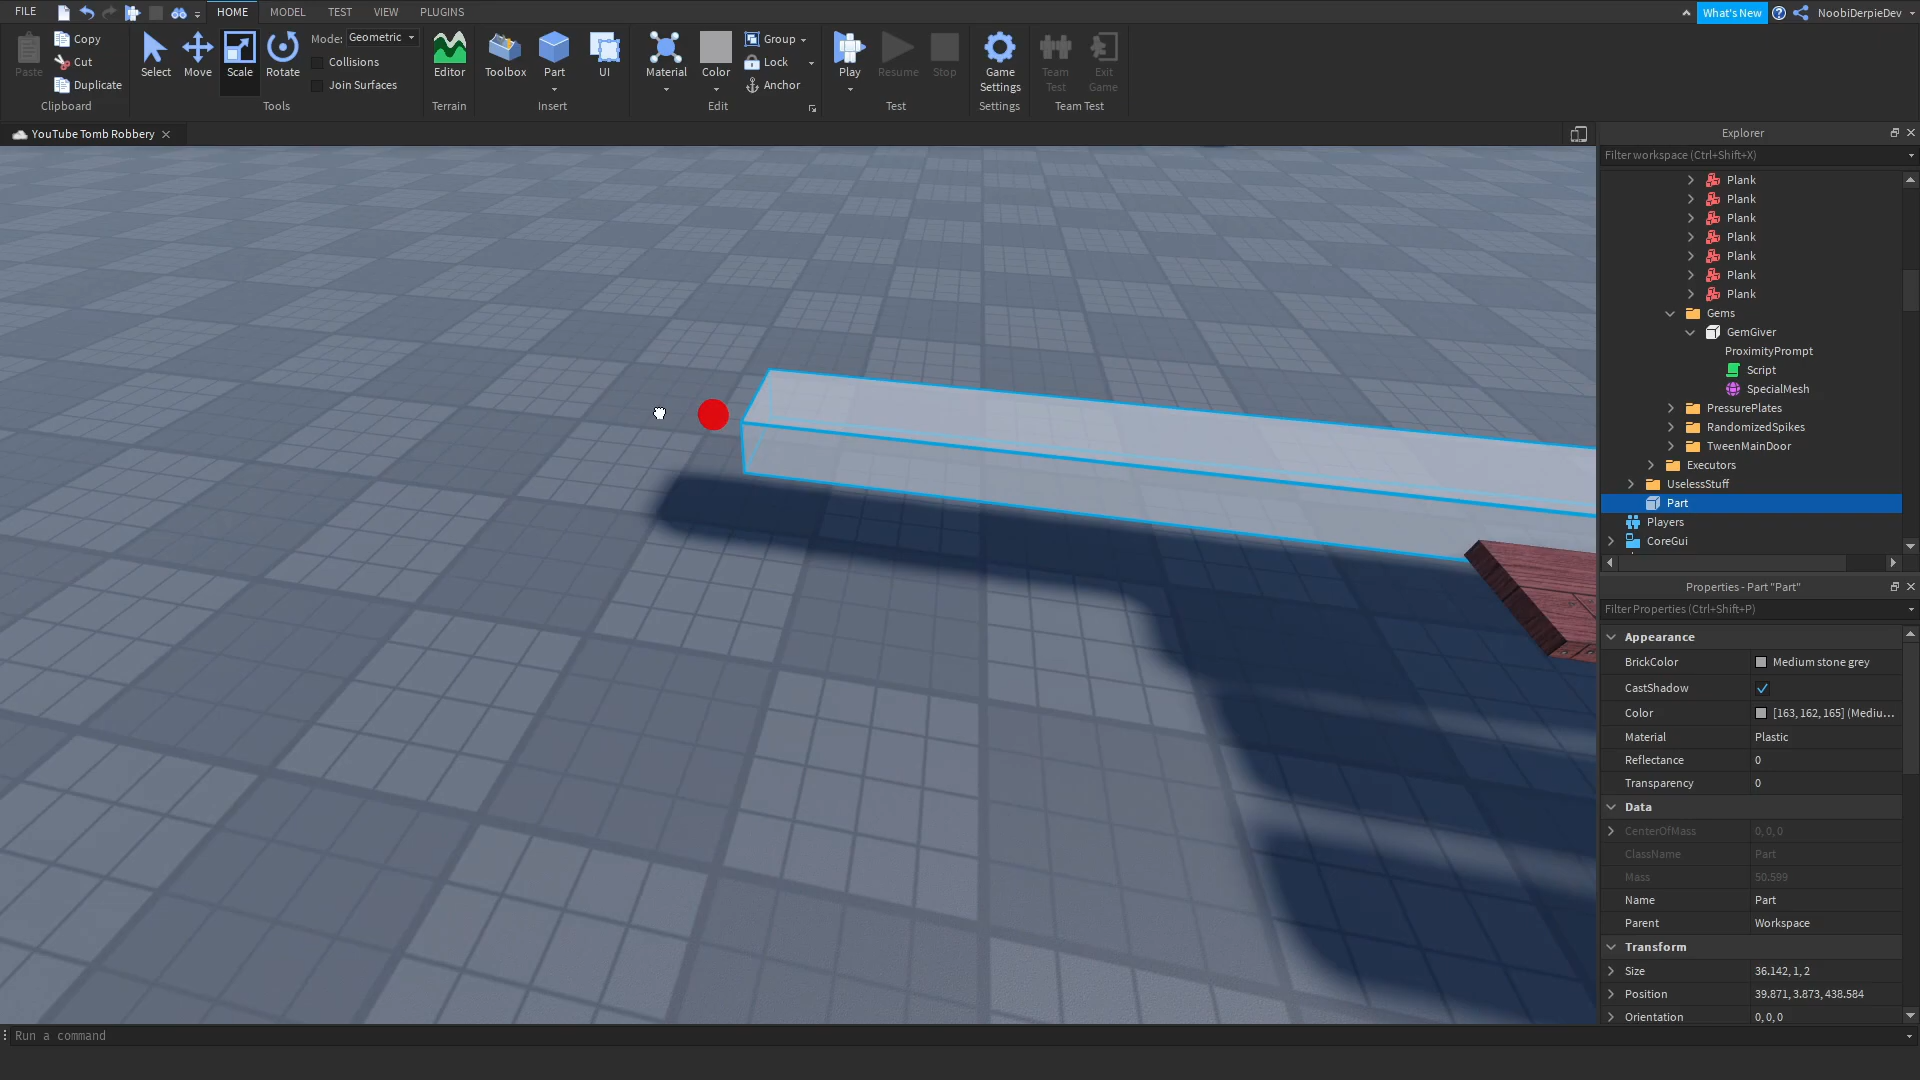 FILE
HOME
MODEL
TEST
VIEW
PLUGINS
What's New
NoobiDerpieDev
Paste
Copy
Cut
Duplicate
Clipboard
Select
Move
Scale
Rotate
Mode: Geometric
Collisions
Join Surfaces
Tools
Editor
Terrain
Toolbox
Part
UI
Insert
Material
Color
Group
Lock
Anchor
Edit
Play
Resume
Stop
Test
Game
Settings
Settings
Team
Test
Exit
Game
Team Test
YouTube Tomb Robbery
Explorer
Filter workspace (Ctrl+Shift+X)
Plank
Plank
Plank
Plank
Plank
Plank
Plank
Gems
GemGiver
ProximityPrompt
Script
SpecialMesh
PressurePlates
RandomizedSpikes
TweenMainDoor
Executors
UselessStuff
Part
Players
CoreGui
Properties - Part "Part"
Filter Properties (Ctrl+Shift+P)
Appearance
BrickColor Medium stone grey
CastShadow
Color [163, 162, 165] (Mediu...
Material Plastic
Reflectance 0
Transparency 0
Data
CenterOfMass 0, 0, 0
ClassName Part
Mass 50.599
Name Part
Parent Workspace
Transform
Size 36.142, 1, 2
Position 39.871, 3.873, 438.584
Orientation 0, 0, 0
Run a command